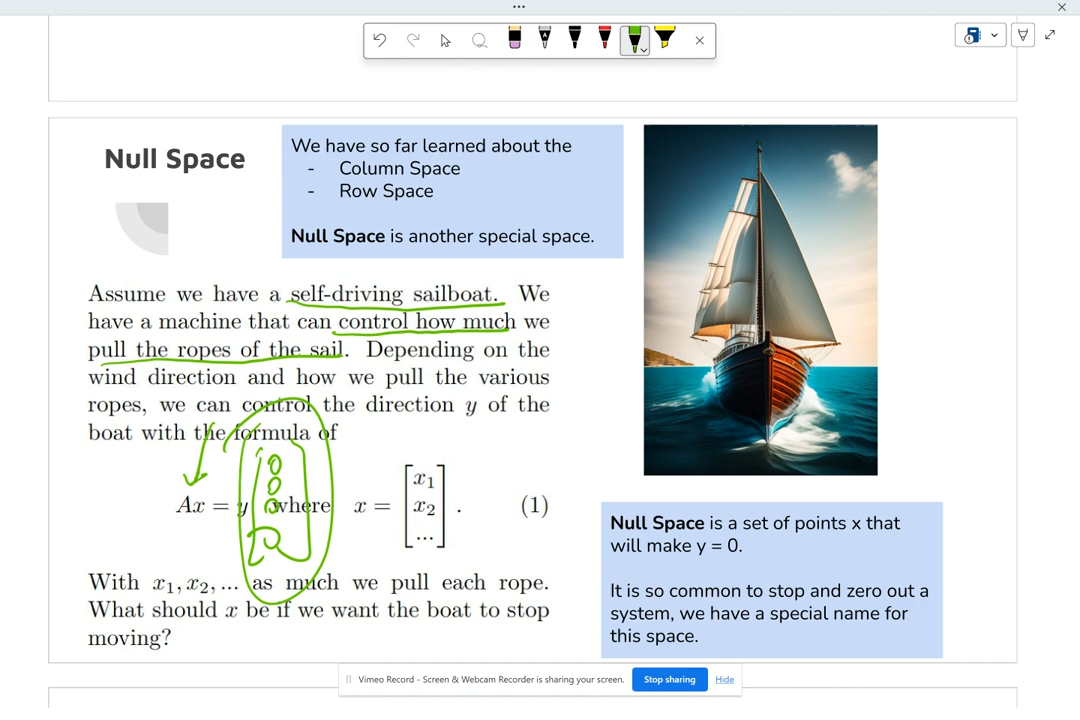 Null Space
We have so far learned about the
- Column Space
- Row Space
Null Space is another special space.
Assume we have a self-driving sailboat. We
have a machine that can control how much we
pull the ropes of the sail. Depending on the
wind direction and how we pull the various
ropes, we can control the direction y of the
boat with the formula of
Ax = y where x = [x1 x2 ...] . (1)
0
0
0
0
With x1, x2, ... as much we pull each rope.
What should x be if we want the boat to stop
moving?
Null Space is a set of points x that
will make y = 0.
It is so common to stop and zero out a
system, we have a special name for
this space.
Vimeo Record - Screen & Webcam Recorder is sharing your screen. Stop sharing Hide